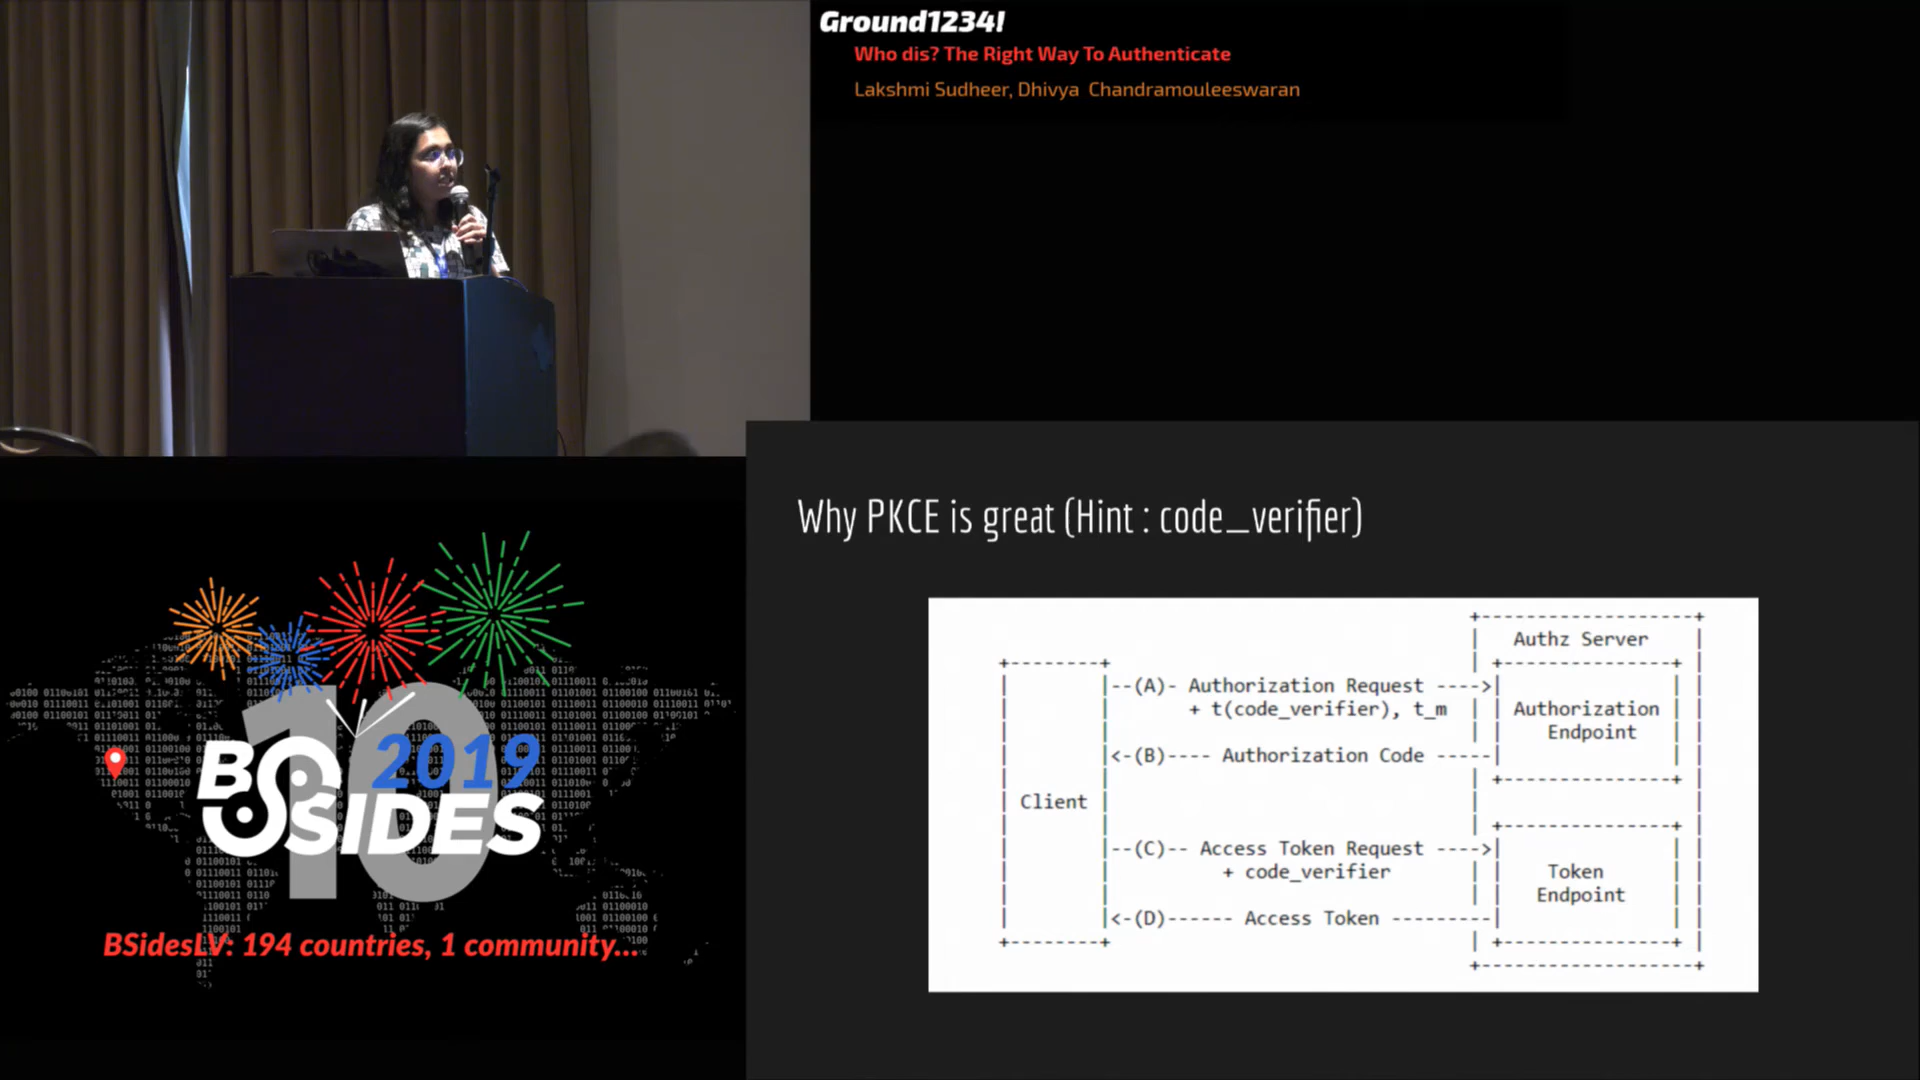 Ground1234!
Who dis? The Right Way To Authenticate
Lakshmi Sudheer, Dhivya Chandramouleeswaran
Why PKCE is great (Hint : code_verifier)
Authz Server
--(A)- Authorization Request ---->
+ t(code_verifier), t_m
Authorization
Endpoint
<-(B)---- Authorization Code -----
Client
--(C)-- Access Token Request ---->
+ code_verifier
Token
Endpoint
<-(D)------ Access Token ---------
10
2019
BSIDES
BSidesLV: 194 countries, 1 community...